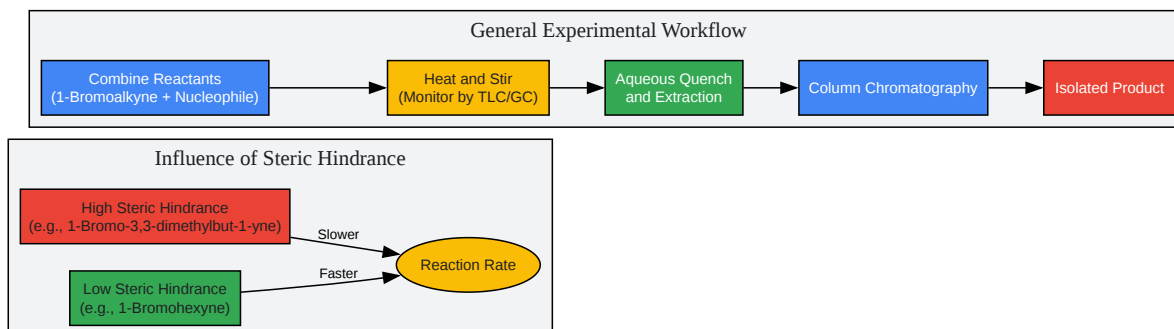 General Experimental Workflow
Combine Reactants
(1-Bromoalkyne + Nucleophile)
Heat and Stir
(Monitor by TLC/GC)
Aqueous Quench
and Extraction
Column Chromatography
Isolated Product
Influence of Steric Hindrance
High Steric Hindrance
(e.g., 1-Bromo-3,3-dimethylbut-1-yne)
Slower
Reaction Rate
Faster
Low Steric Hindrance
(e.g., 1-Bromohexyne)